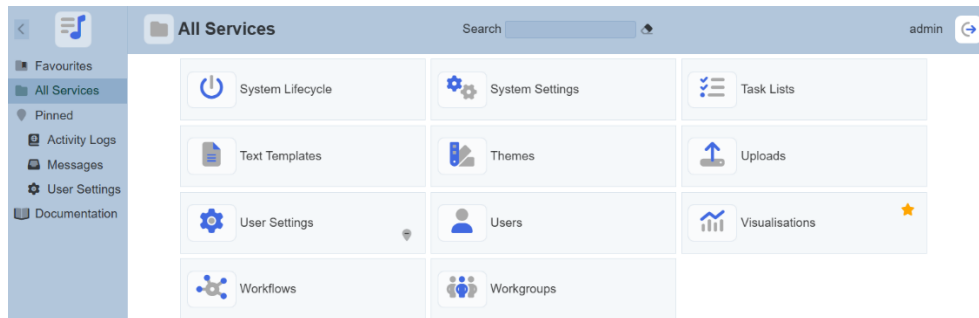 All Services
Search
admin
Favourites
All Services
Pinned
Activity Logs
Messages
User Settings
Documentation
System Lifecycle
System Settings
Task Lists
Text Templates
Themes
Uploads
User Settings
Users
Visualisations
Workflows
Workgroups